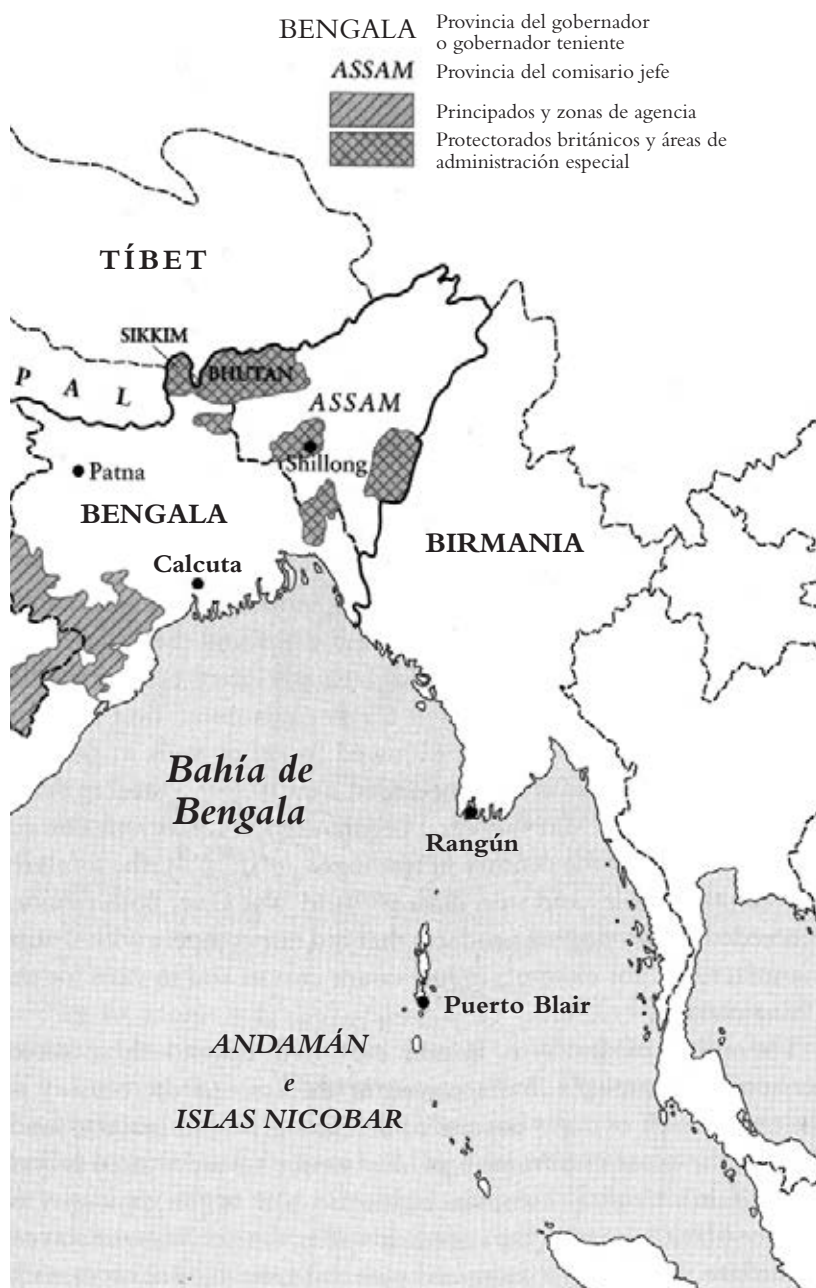 BENGALA
Provincia del gobernador
o gobernador teniente
ASSAM
Provincia del comisario jefe
Principados y zonas de agencia
Protectorados británicos y áreas de
administración especial
TÍBET
SIKKIM
BHUTAN
P A L
ASSAM
Shillong
Patna
BENGALA
BIRMANIA
Calcuta
Bahía de
Bengala
Rangún
Puerto Blair
ANDAMÁN
e
ISLAS NICOBAR